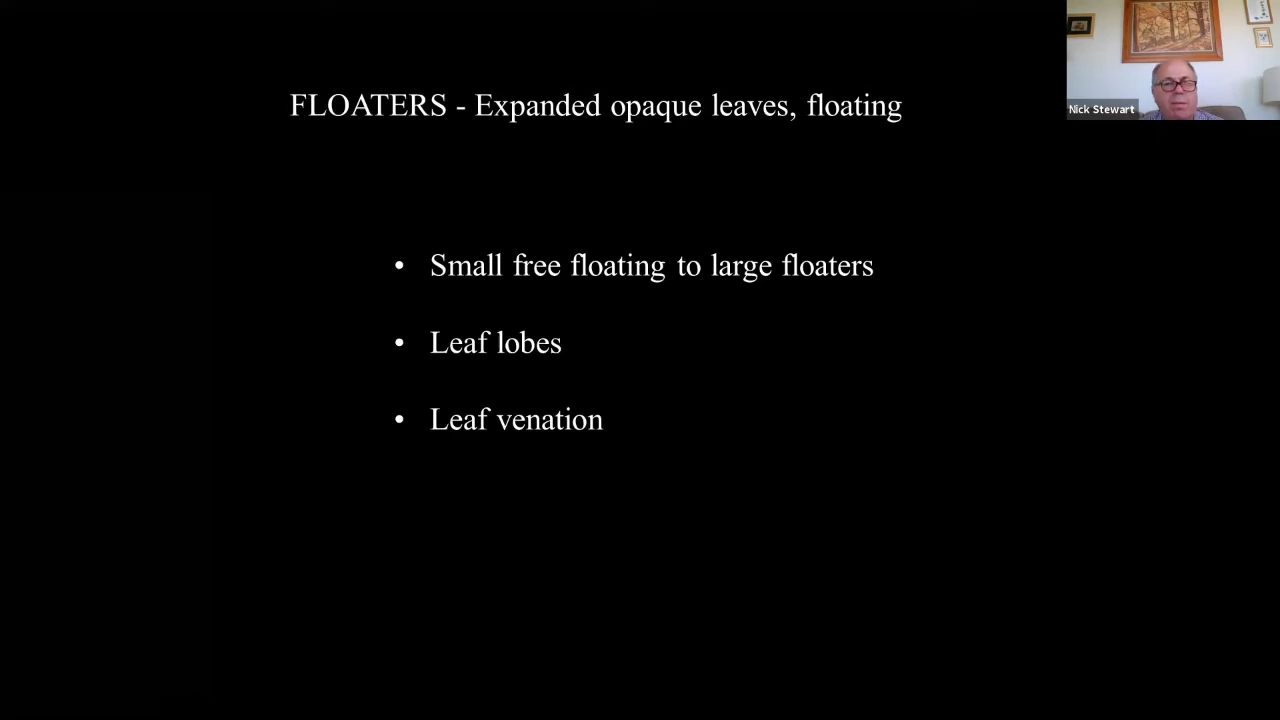 FLOATERS - Expanded opaque leaves, floating
Nick Stewart
• Small free floating to large floaters
• Leaf lobes
• Leaf venation